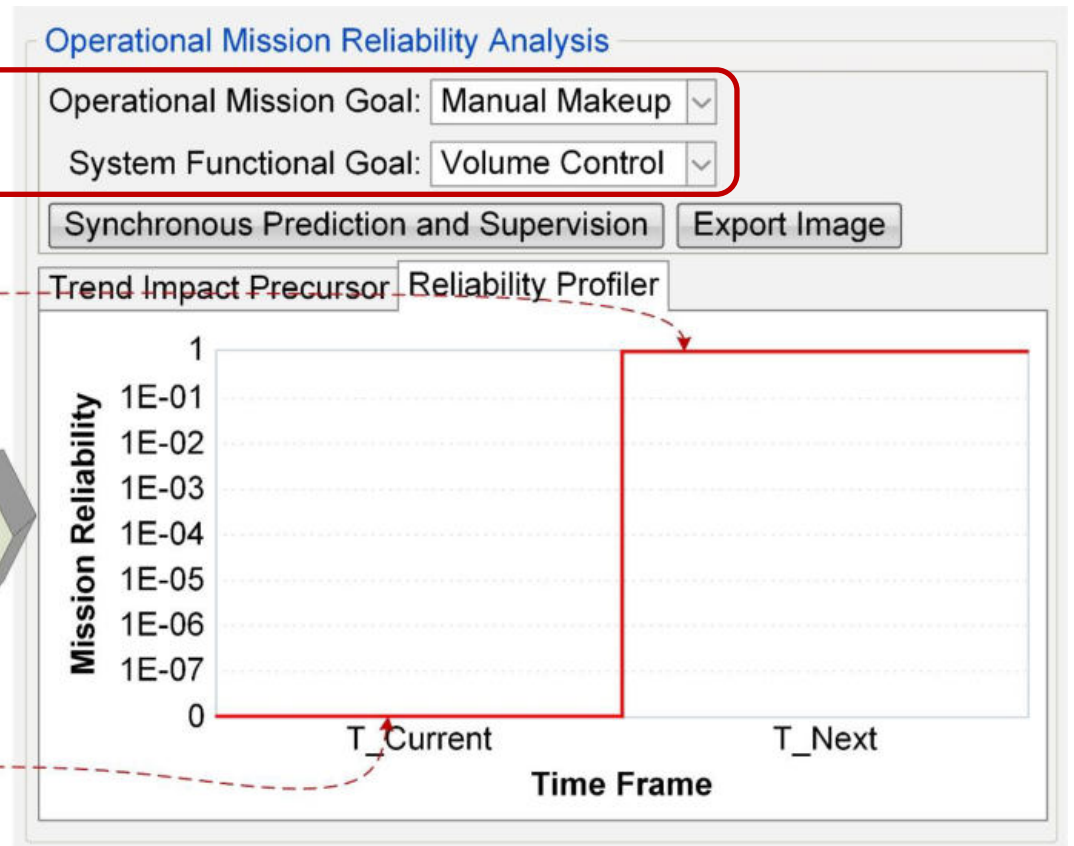 Operational Mission Reliability Analysis
Operational Mission Goal: Manual Makeup
System Functional Goal: Volume Control
Synchronous Prediction and Supervision Export Image
Trend Impact Precursor Reliability Profiler
Mission Reliability
1
1E-01
1E-02
1E-03
1E-04
1E-05
1E-06
1E-07
0
T_Current T_Next
Time Frame